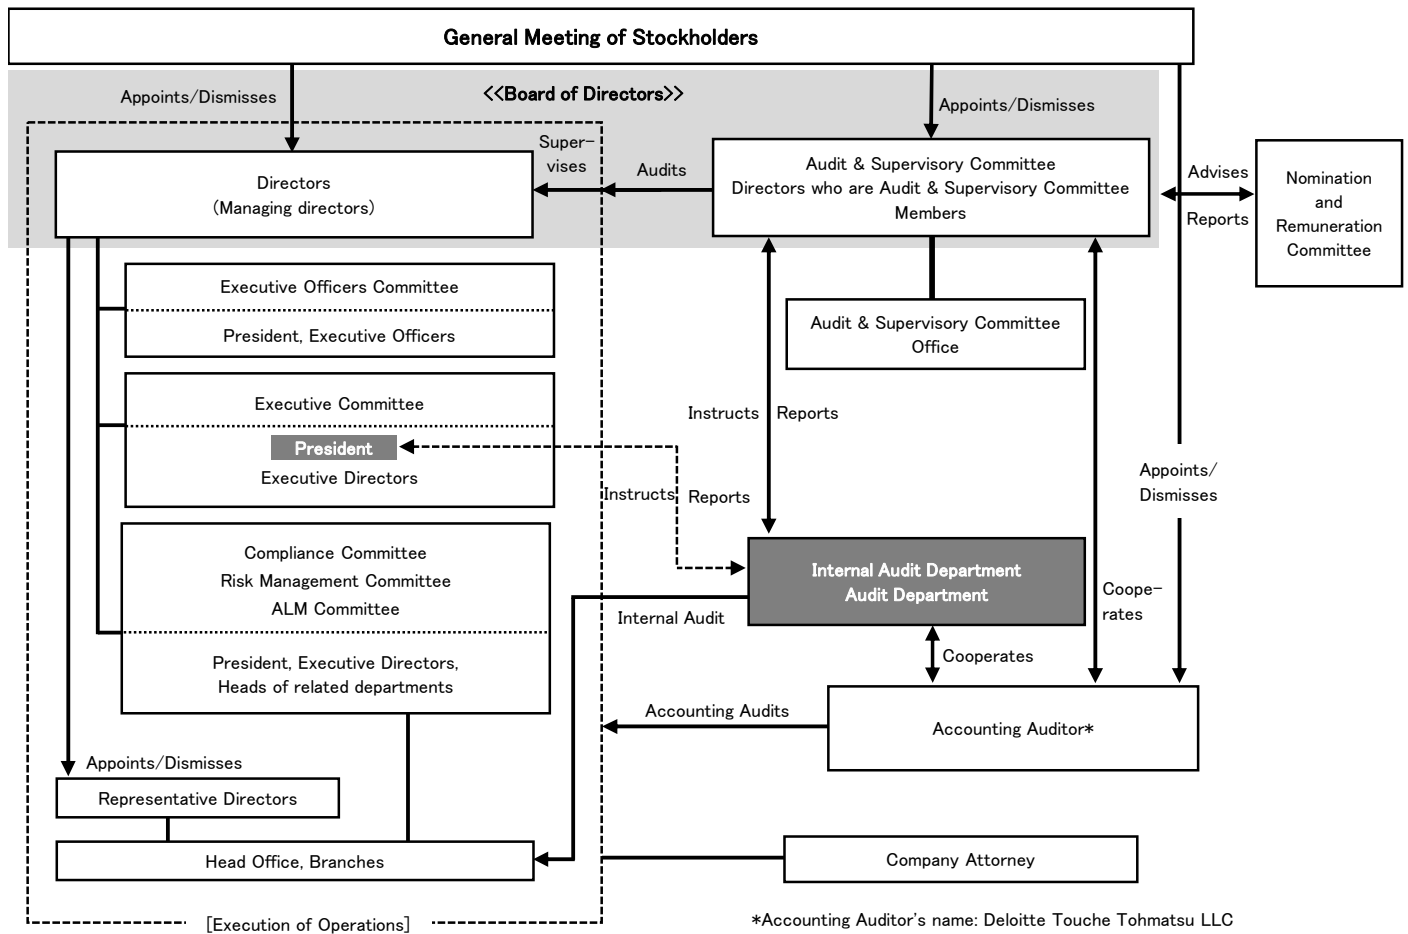 General Meeting of Stockholders
Appoints/Dismisses
<<Board of Directors>>
Appoints/Dismisses
Super-
vises
Audits
Directors
(Managing directors)
Audit & Supervisory Committee
Directors who are Audit & Supervisory Committee
Members
Advises
Reports
Nomination
and
Remuneration
Committee
Executive Officers Committee
President, Executive Officers
Audit & Supervisory Committee
Office
Executive Committee
President
Executive Directors
Instructs
Reports
Instructs
Reports
Appoints/
Dismisses
Compliance Committee
Risk Management Committee
ALM Committee
President, Executive Directors,
Heads of related departments
Internal Audit Department
Audit Department
Internal Audit
Coope-
rates
Cooperates
Accounting Audits
Accounting Auditor*
Appoints/Dismisses
Representative Directors
Head Office, Branches
Company Attorney
[Execution of Operations]
*Accounting Auditor's name: Deloitte Touche Tohmatsu LLC